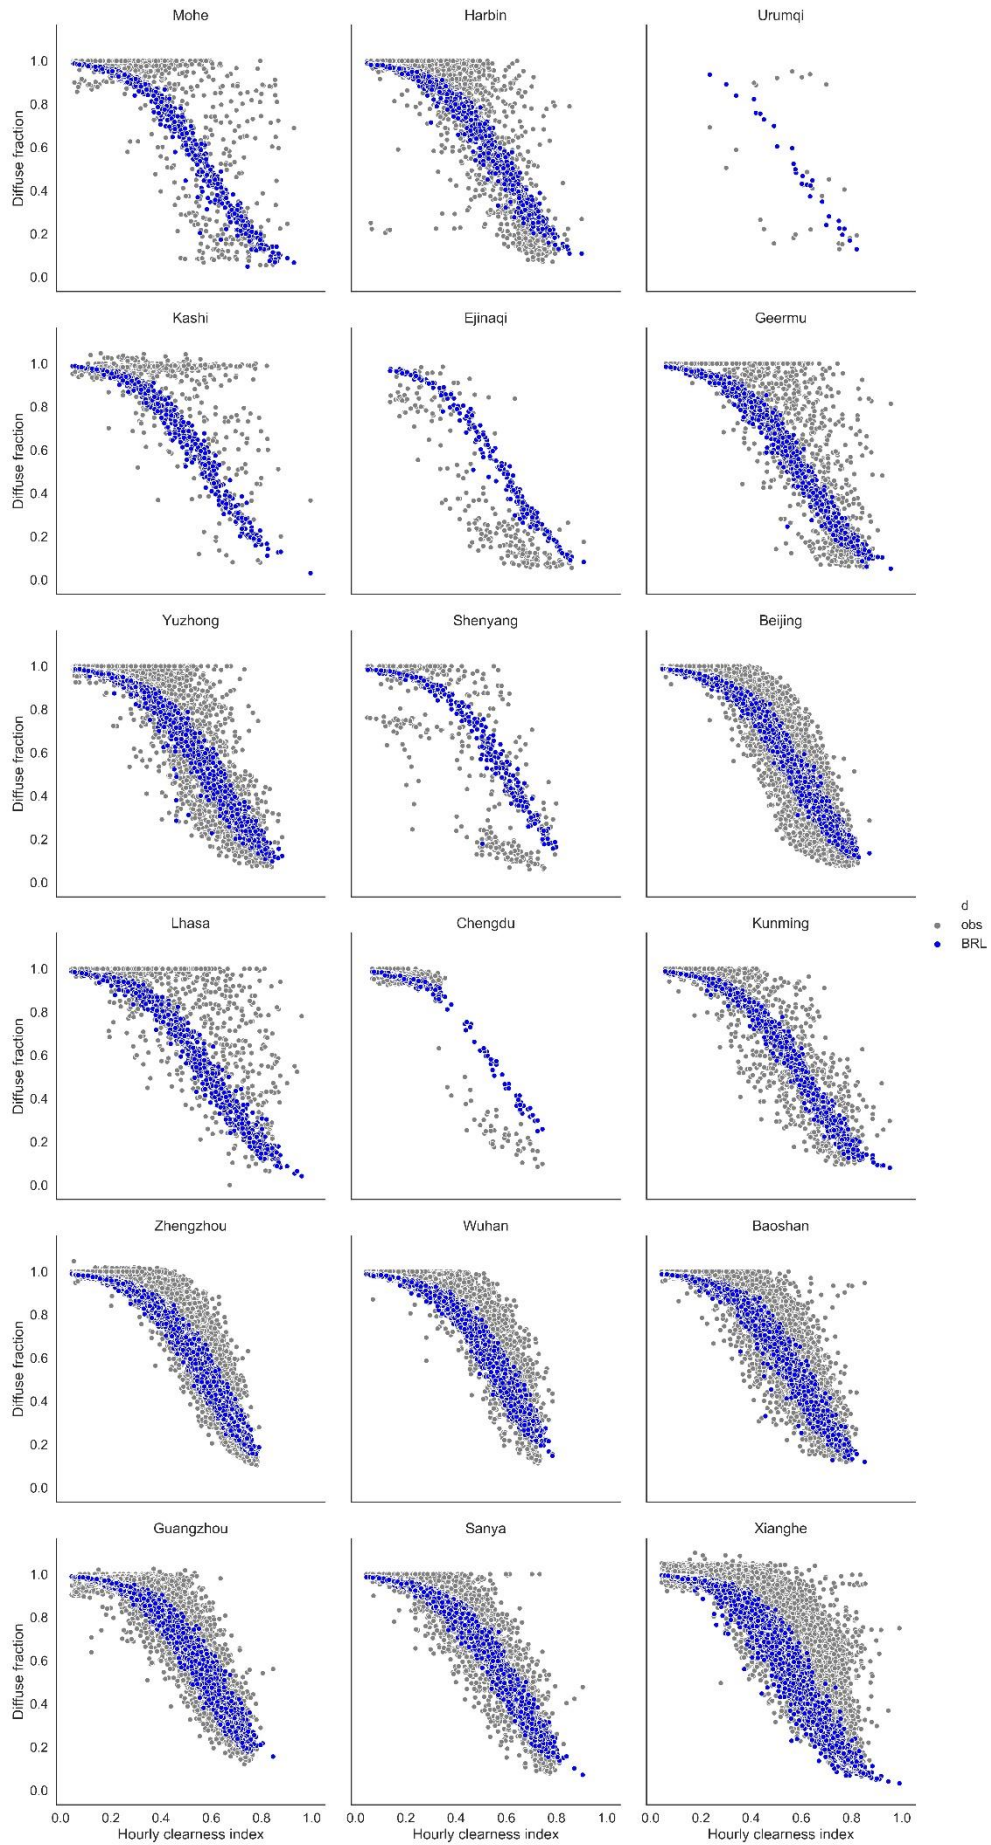 Mohe Harbin Urumqi
1.0
0.8
0.6
0.4
0.2
0.0
Diffuse fraction
Kashi Ejinaqi Geermu
1.0
0.8
0.6
0.4
0.2
0.0
Diffuse fraction
Yuzhong Shenyang Beijing
1.0
0.8
0.6
0.4
0.2
0.0
Diffuse fraction
d
obs
BRL
Lhasa Chengdu Kunming
1.0
0.8
0.6
0.4
0.2
0.0
Diffuse fraction
Zhengzhou Wuhan Baoshan
1.0
0.8
0.6
0.4
0.2
0.0
Diffuse fraction
Guangzhou Sanya Xianghe
1.0
0.8
0.6
0.4
0.2
0.0
Diffuse fraction
0.0 0.2 0.4 0.6 0.8 1.0 0.0 0.2 0.4 0.6 0.8 1.0 0.0 0.2 0.4 0.6 0.8 1.0
Hourly clearness index Hourly clearness index Hourly clearness index